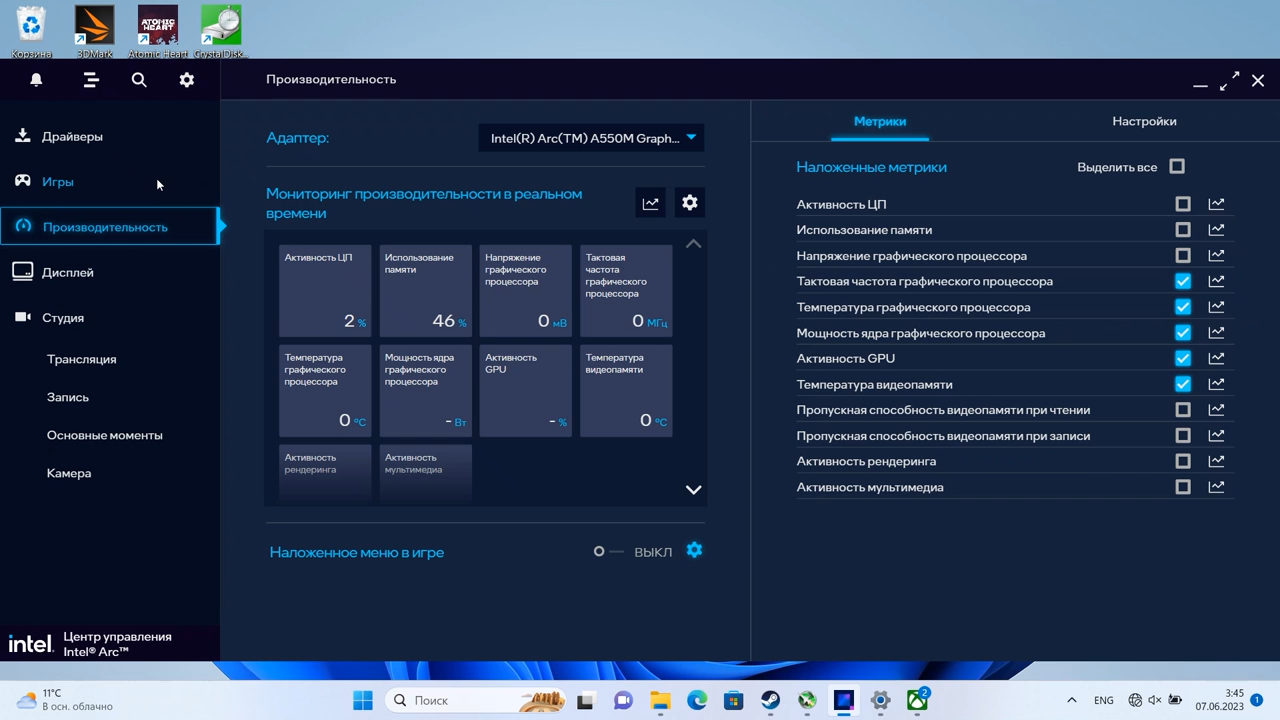 Корзина
3DMark
Atomic Heart
CrystalDisk...
ATOMIC
HEART
Производительность
Драйверы
Игры
Производительность
Дисплей
Студия
Трансляция
Запись
Основные моменты
Камера
intel.
Центр управления
Intel® Arc™
Адаптер:
Intel(R) Arc(TM) A550M Graph...
Мониторинг производительности в реальном
времени
Активность ЦП
2 %
Использование
памяти
46 %
Напряжение
графического
процессора
0 мВ
Тактовая
частота
графического
процессора
0 МГц
Температура
графического
процессора
0 °C
Мощность ядра
графического
процессора
- Вт
Активность
GPU
- %
Температура
видеопамяти
0 °C
Активность
рендеринга
Активность
мультимедиа
Наложенное меню в игре
ВЫКЛ
Метрики
Настройки
Наложенные метрики
Выделить все
Активность ЦП
Использование памяти
Напряжение графического процессора
Тактовая частота графического процессора
Температура графического процессора
Мощность ядра графического процессора
Активность GPU
Температура видеопамяти
Пропускная способность видеопамяти при чтении
Пропускная способность видеопамяти при записи
Активность рендеринга
Активность мультимедиа
11°C
В осн. облачно
Поиск
2
ENG
3:45
07.06.2023
1